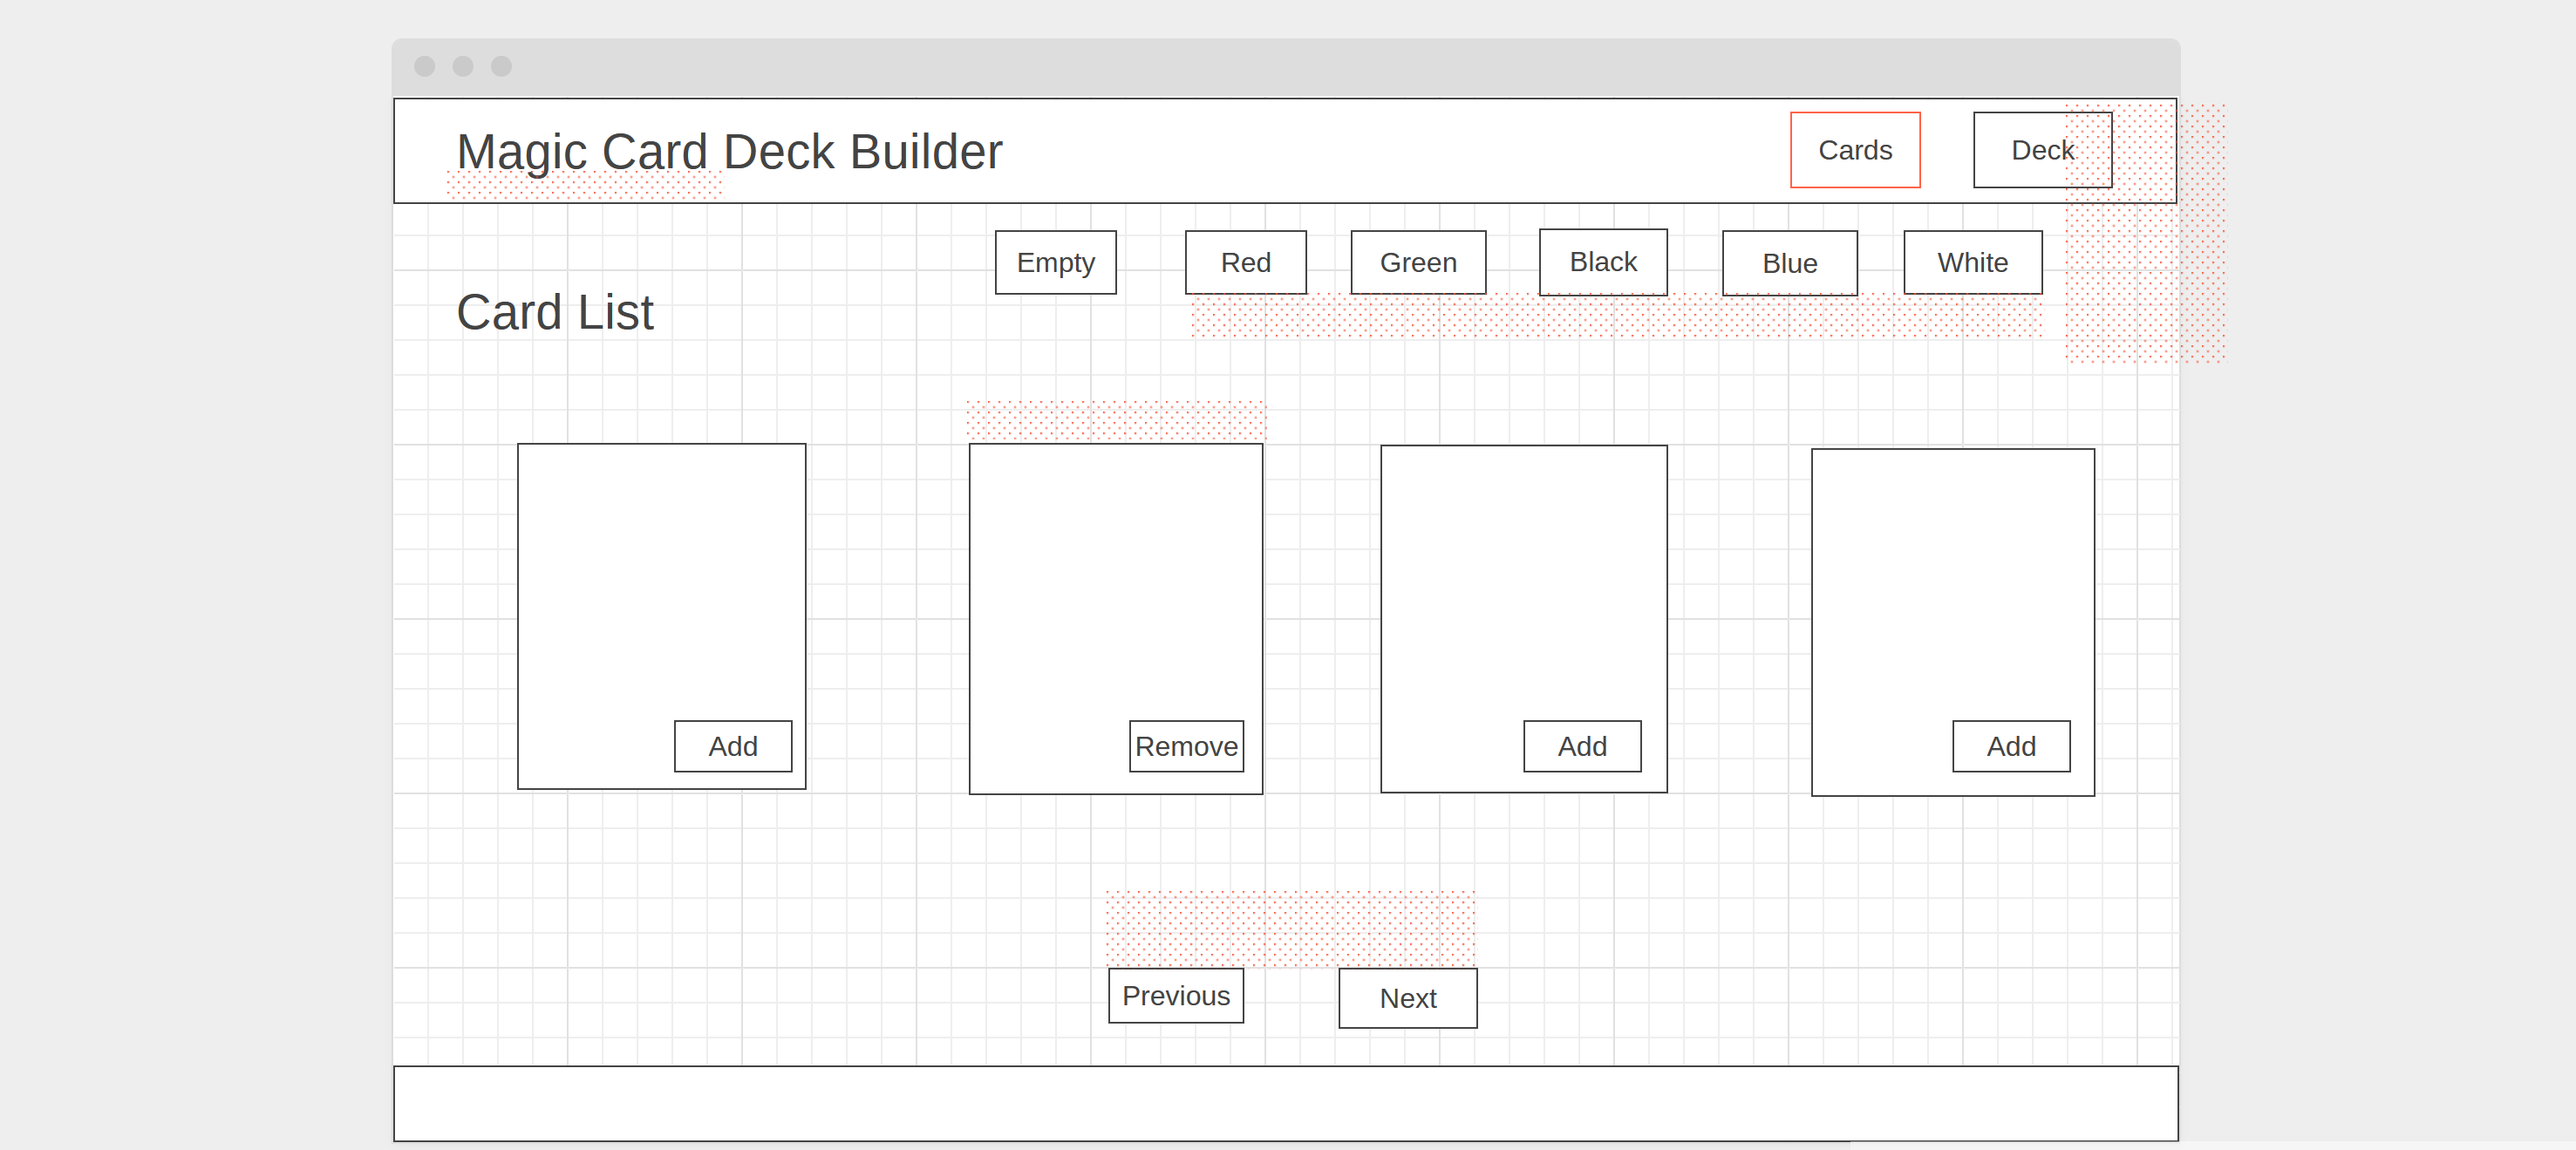 Magic Card Deck Builder
Cards
Deck
Empty
Red
Green
Black
Blue
White
Card List
Add
Remove
Add
Add
Previous
Next